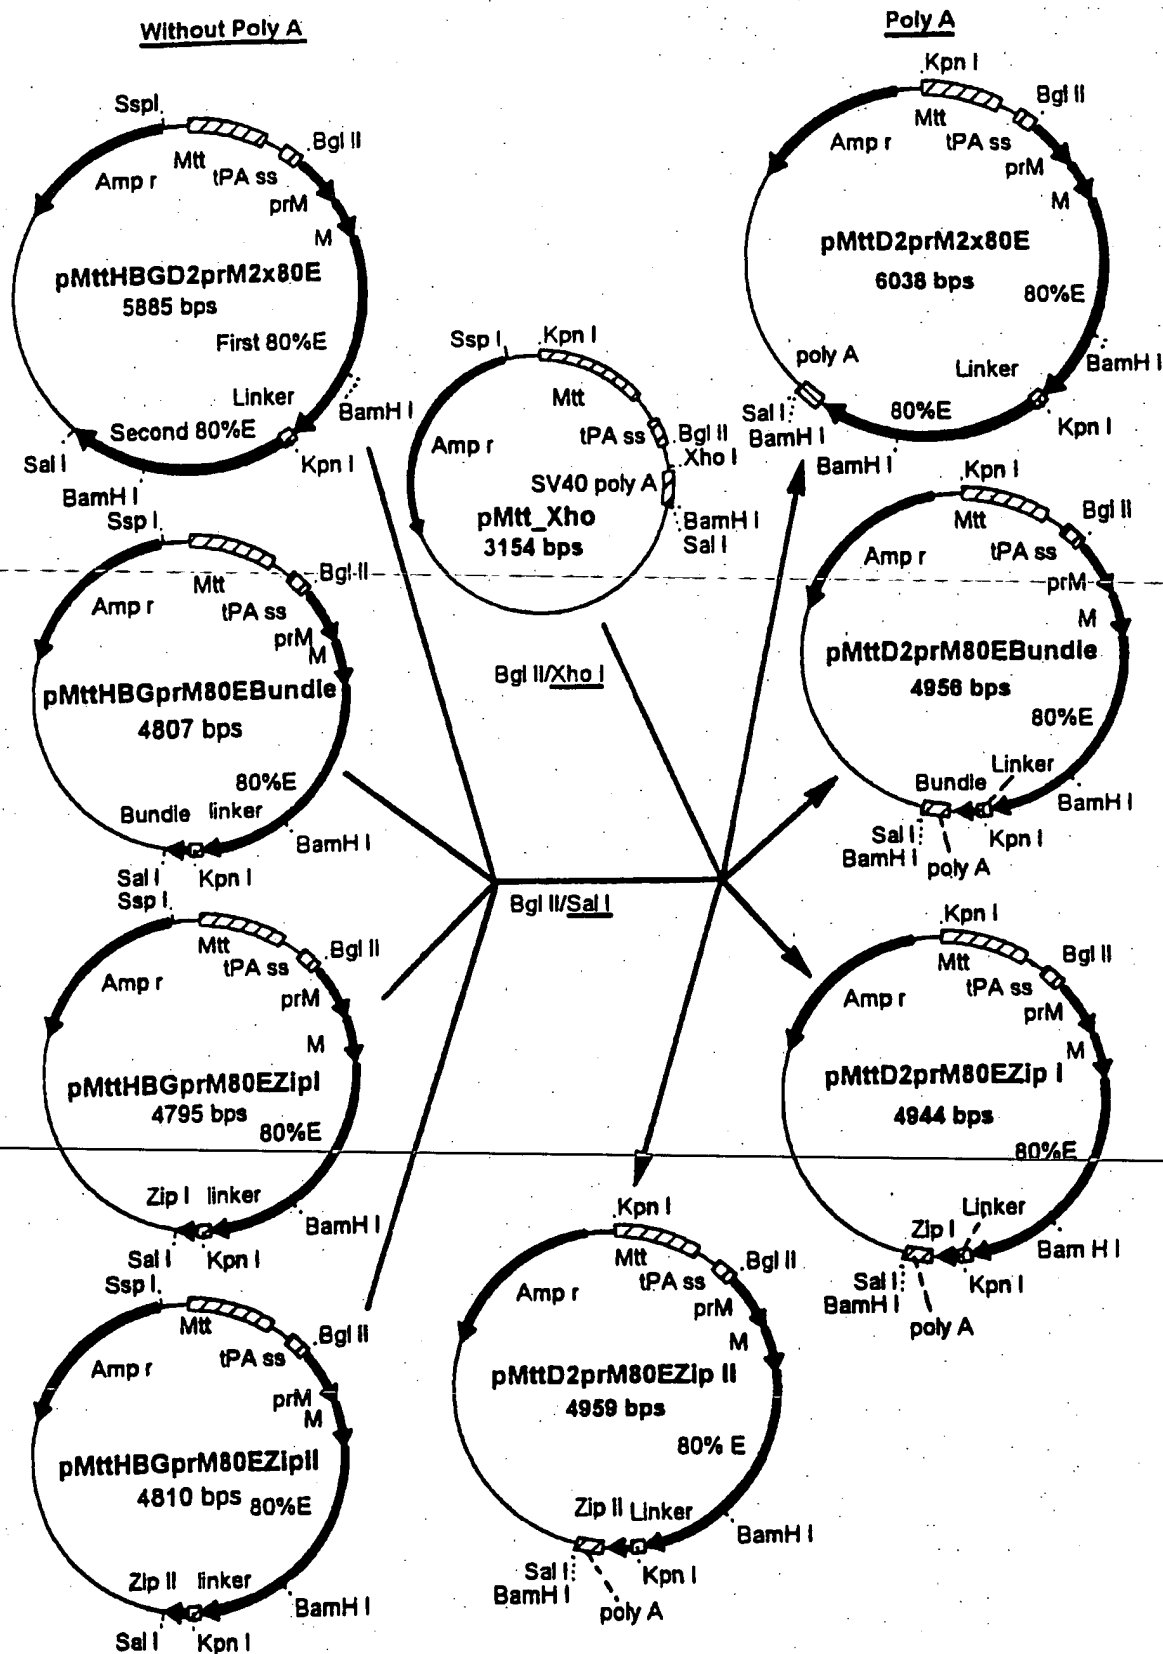 Without Poly A
Poly A
SspI
Mtt
tPA ss
Bgl II
prM
M
Amp r
pMttHBGD2prM2x80E
5885 bps
First 80%E
Linker
BamH I
Second 80%E
Sal I
Kpn I
BamH I
Kpn I
Bgl II
Mtt
Amp r
tPA ss
prM
M
pMttD2prM2x80E
6038 bps
80%E
poly A
BamH I
Linker
Sal I
BamH I
80%E
Kpn I
BamH I
Ssp I
Kpn I
Mtt
Amp r
tPA ss
Bgl II
Xho I
SV40 poly A
pMtt_Xho
3154 bps
BamH I
Sal I
Bgl II/Xho I
Ssp I
Mtt
Bgl II
Amp r
tPA ss
prM
M
pMttHBGprM80EBundle
4807 bps
80%E
Bundle linker
BamH I
Sal I
Kpn I
Kpn I
Mtt
Bgl II
Amp r
tPA ss
prM
M
pMttD2prM80EBundle
4956 bps
80%E
Linker
Bundle
BamH I
Sal I
BamH I
Kpn I
poly A
Bgl II/Sal I
Ssp I
Mtt
Bgl II
tPA ss
Amp r
prM
M
pMttHBGprM80EZipI
4795 bps
80%E
Zip I linker
BamH I
Sal I
Kpn I
Kpn I
Mtt
Bgl II
tPA ss
Amp r
prM
M
pMttD2prM80EZip I
4944 bps
80%E
Linker
Zip I
Bam H I
Sal I
BamH I
Kpn I
poly A
Ssp I
Mtt
Bgl II
tPA ss
Amp r
prM
M
pMttHBGprM80EZipII
4810 bps
80%E
Zip II linker
BamH I
Sal I
Kpn I
Kpn I
Mtt
Bgl II
tPA ss
Amp r
prM
M
pMttD2prM80EZip II
4959 bps
80% E
Zip II Linker
BamH I
Sal I
BamH I
Kpn I
poly A